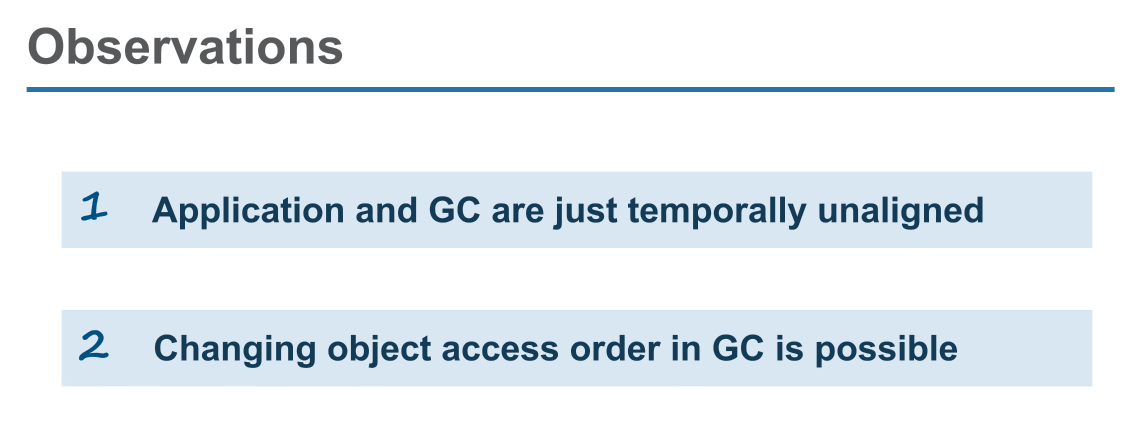 Observations
1 Application and GC are just temporally unaligned
2 Changing object access order in GC is possible